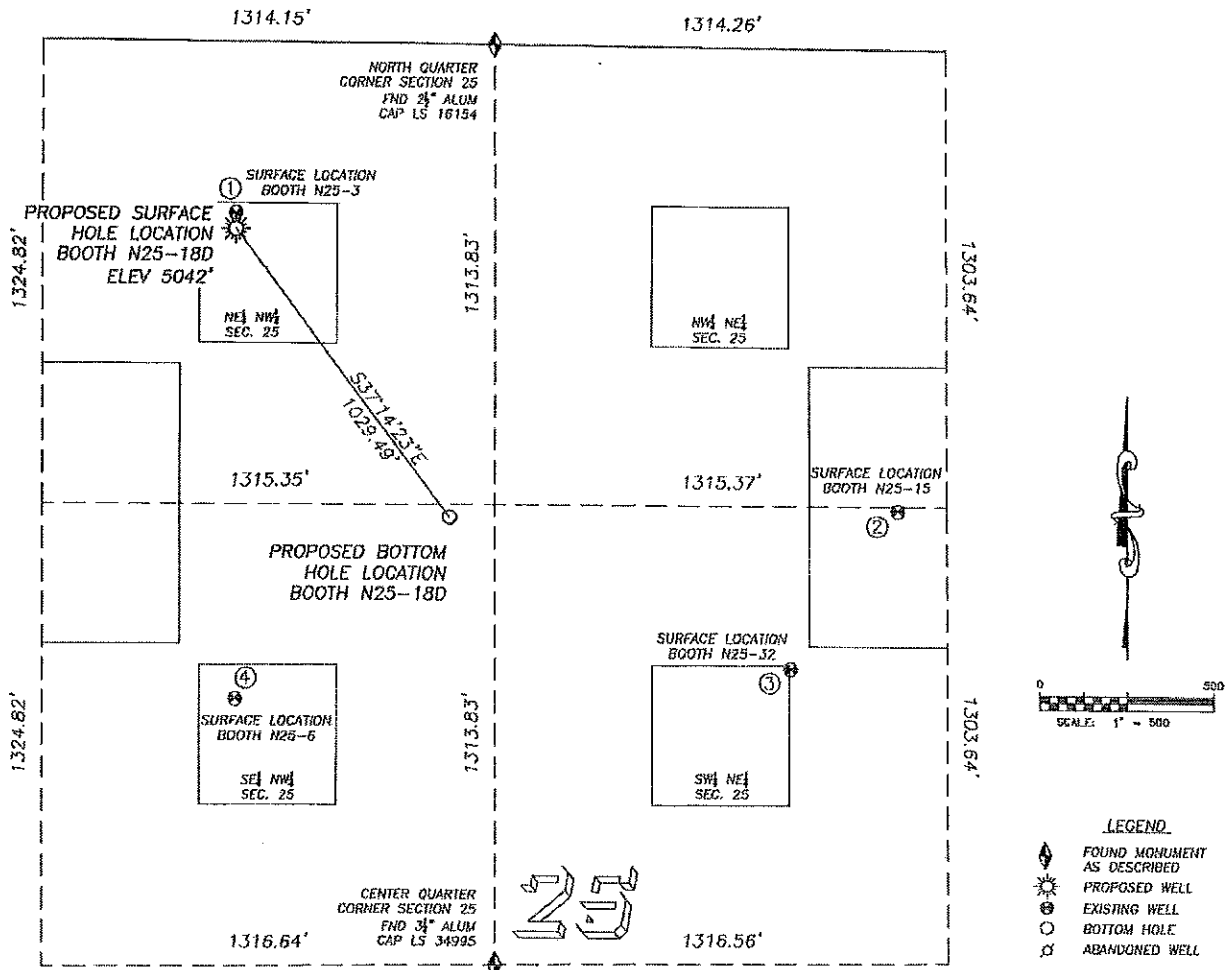 1314.15'
1314.26'
NORTH QUARTER
CORNER SECTION 25
FND 2½" ALUM
CAP LS 16154
①
SURFACE LOCATION
BOOTH N25-3
PROPOSED SURFACE
HOLE LOCATION
BOOTH N25-18D
ELEV 5042'
1324.82'
1313.83'
1303.64'
NE¼ NW¼
SEC. 25
NW¼ NE¼
SEC. 25
S37°14'23"E
1029.49'
1315.35'
1315.37'
SURFACE LOCATION
BOOTH N25-15
②
PROPOSED BOTTOM
HOLE LOCATION
BOOTH N25-18D
SURFACE LOCATION
BOOTH N25-32
③
④
SURFACE LOCATION
BOOTH N25-6
0 500
SCALE: 1" = 500
1324.82'
1313.83'
1303.64'
SE¼ NW¼
SEC. 25
SW¼ NE¼
SEC. 25
LEGEND
FOUND MONUMENT
AS DESCRIBED
PROPOSED WELL
EXISTING WELL
BOTTOM HOLE
ABANDONED WELL
25
CENTER QUARTER
CORNER SECTION 25
FND 3¼" ALUM
CAP LS 34995
1316.64'
1316.56'